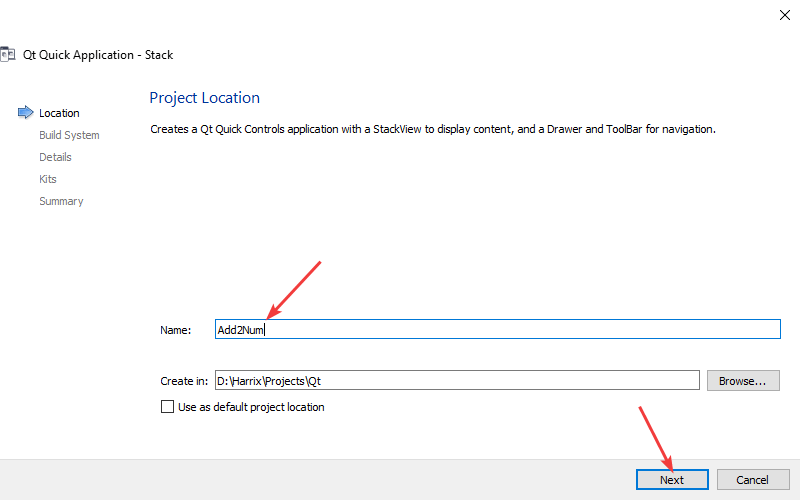 Qt Quick Application - Stack
Project Location
Location
Build System
Details
Kits
Summary
Creates a Qt Quick Controls application with a StackView to display content, and a Drawer and ToolBar for navigation.
Name: Add2Num
Create in: D:\Harrix\Projects\Qt Browse...
Use as default project location
Next Cancel